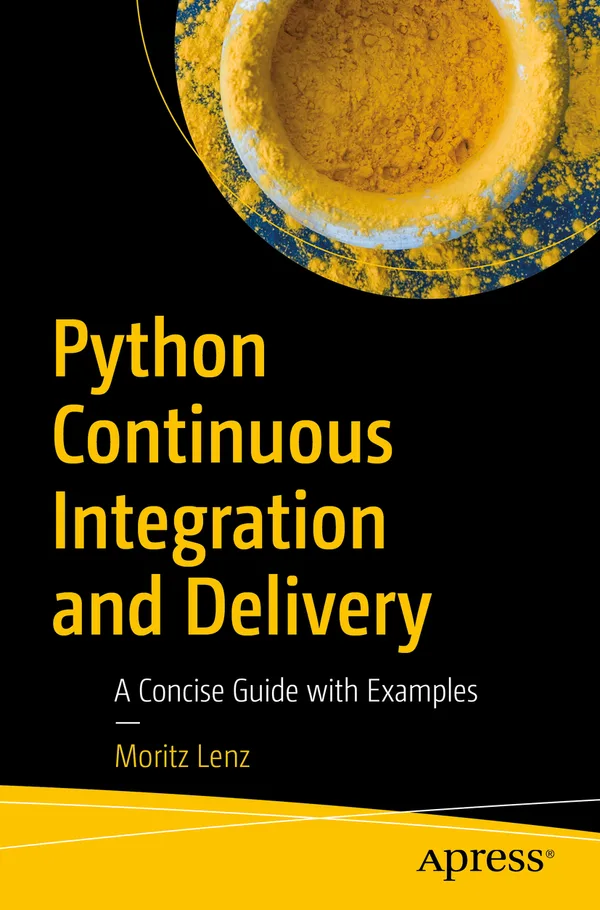 Python
Continuous
Integration
and Delivery
A Concise Guide with Examples
Moritz Lenz
Apress®